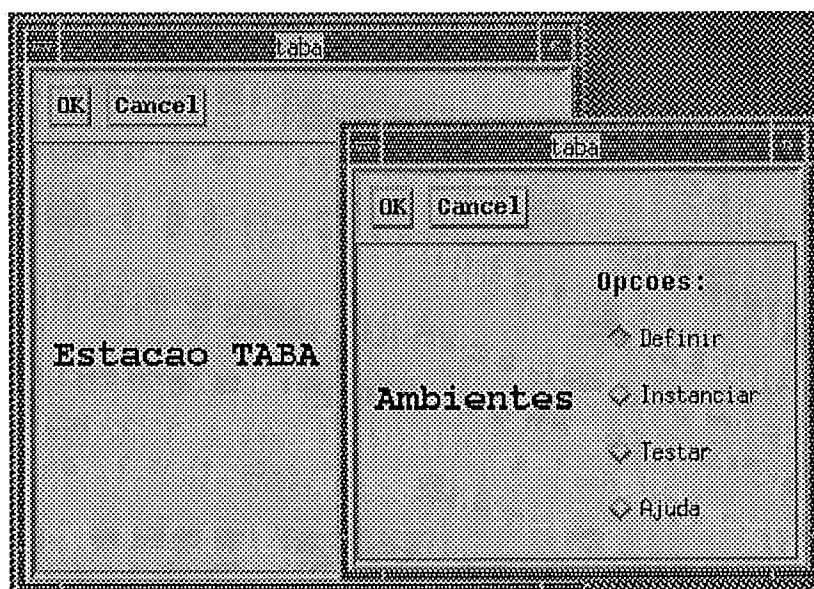 taba
OK Cancel
Estacao TABA
taba
OK Cancel
Opcoes:
Definir
Instanciar
Ambientes
Testar
Ajuda